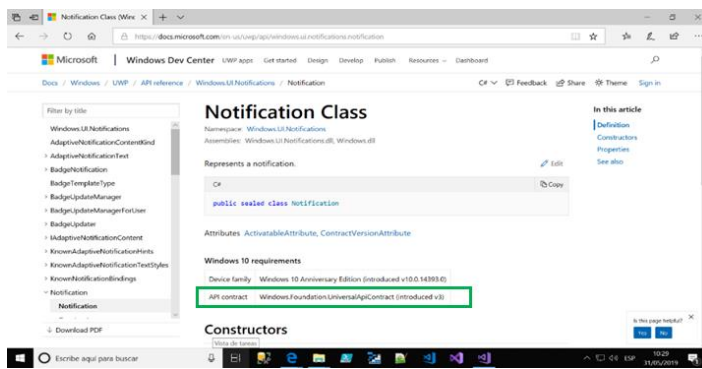 Notification Class (Winc
https://docs.microsoft.com/en-us/uwp/api/windows.ui.notifications.notification
Microsoft | Windows Dev Center UWP apps Get started Design Develop Publish Resources Dashboard
Docs / Windows / UWP / API reference / Windows.UI.Notifications / Notification C# Feedback Share Theme Sign in
Filter by title
Windows.UI.Notifications
AdaptiveNotificationContentKind
AdaptiveNotificationText
BadgeNotification
BadgeTemplateType
BadgeUpdateManager
BadgeUpdateManagerForUser
BadgeUpdater
IAdaptiveNotificationContent
KnownAdaptiveNotificationHints
KnownAdaptiveNotificationTextStyles
KnownNotificationBindings
Notification
Notification
Download PDF
Notification Class
Namespace: Windows.UI.Notifications
Assemblies: Windows.UI.Notifications.dll, Windows.dll
Represents a notification.
Edit
C# Copy
public sealed class Notification
Attributes ActivatableAttribute, ContractVersionAttribute
Windows 10 requirements
Device family Windows 10 Anniversary Edition (introduced v10.0.14393.0)
API contract Windows.Foundation.UniversalApiContract (introduced v3)
Constructors
Vista de tareas
In this article
Definition
Constructors
Properties
See also
Is this page helpful?
Yes No
Escribe aquí para buscar
ESP
10:29
31/05/2019